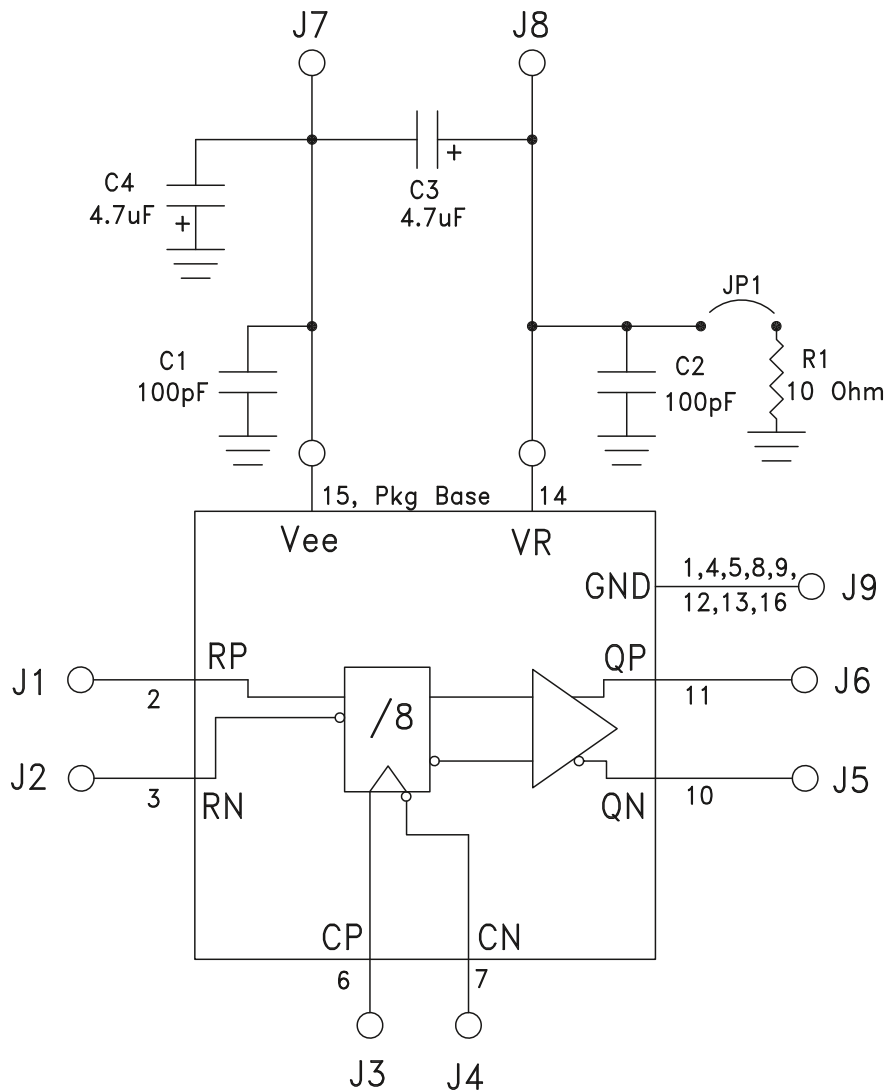 J7
J8
C4
4.7uF
+
C3
4.7uF
+
JP1
C1
100pF
C2
100pF
R1
10 Ohm
15, Pkg Base
14
Vee
VR
GND
1,4,5,8,9,
12,13,16
J9
J1
2
RP
QP
11
J6
/8
J2
3
RN
QN
10
J5
CP
CN
6
7
J3
J4